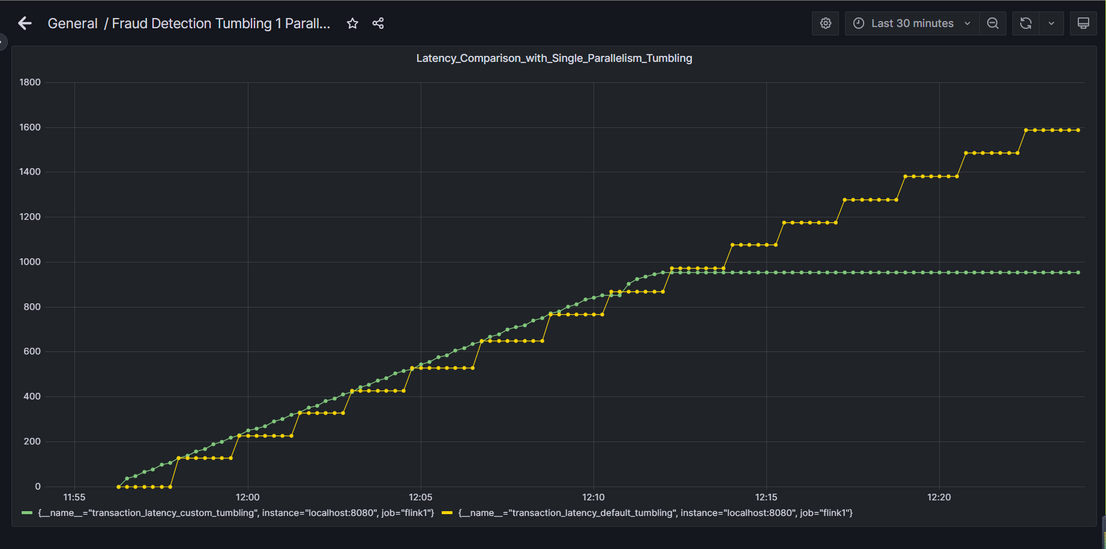 General / Fraud Detection Tumbling 1 Parall...
Last 30 minutes
Latency_Comparison_with_Single_Parallelism_Tumbling
1800
1600
1400
1200
1000
800
600
400
200
0
11:55 12:00 12:05 12:10 12:15 12:20
{__name__="transaction_latency_custom_tumbling", instance="localhost:8080", job="flink1"} {__name__="transaction_latency_default_tumbling", instance="localhost:8080", job="flink1"}